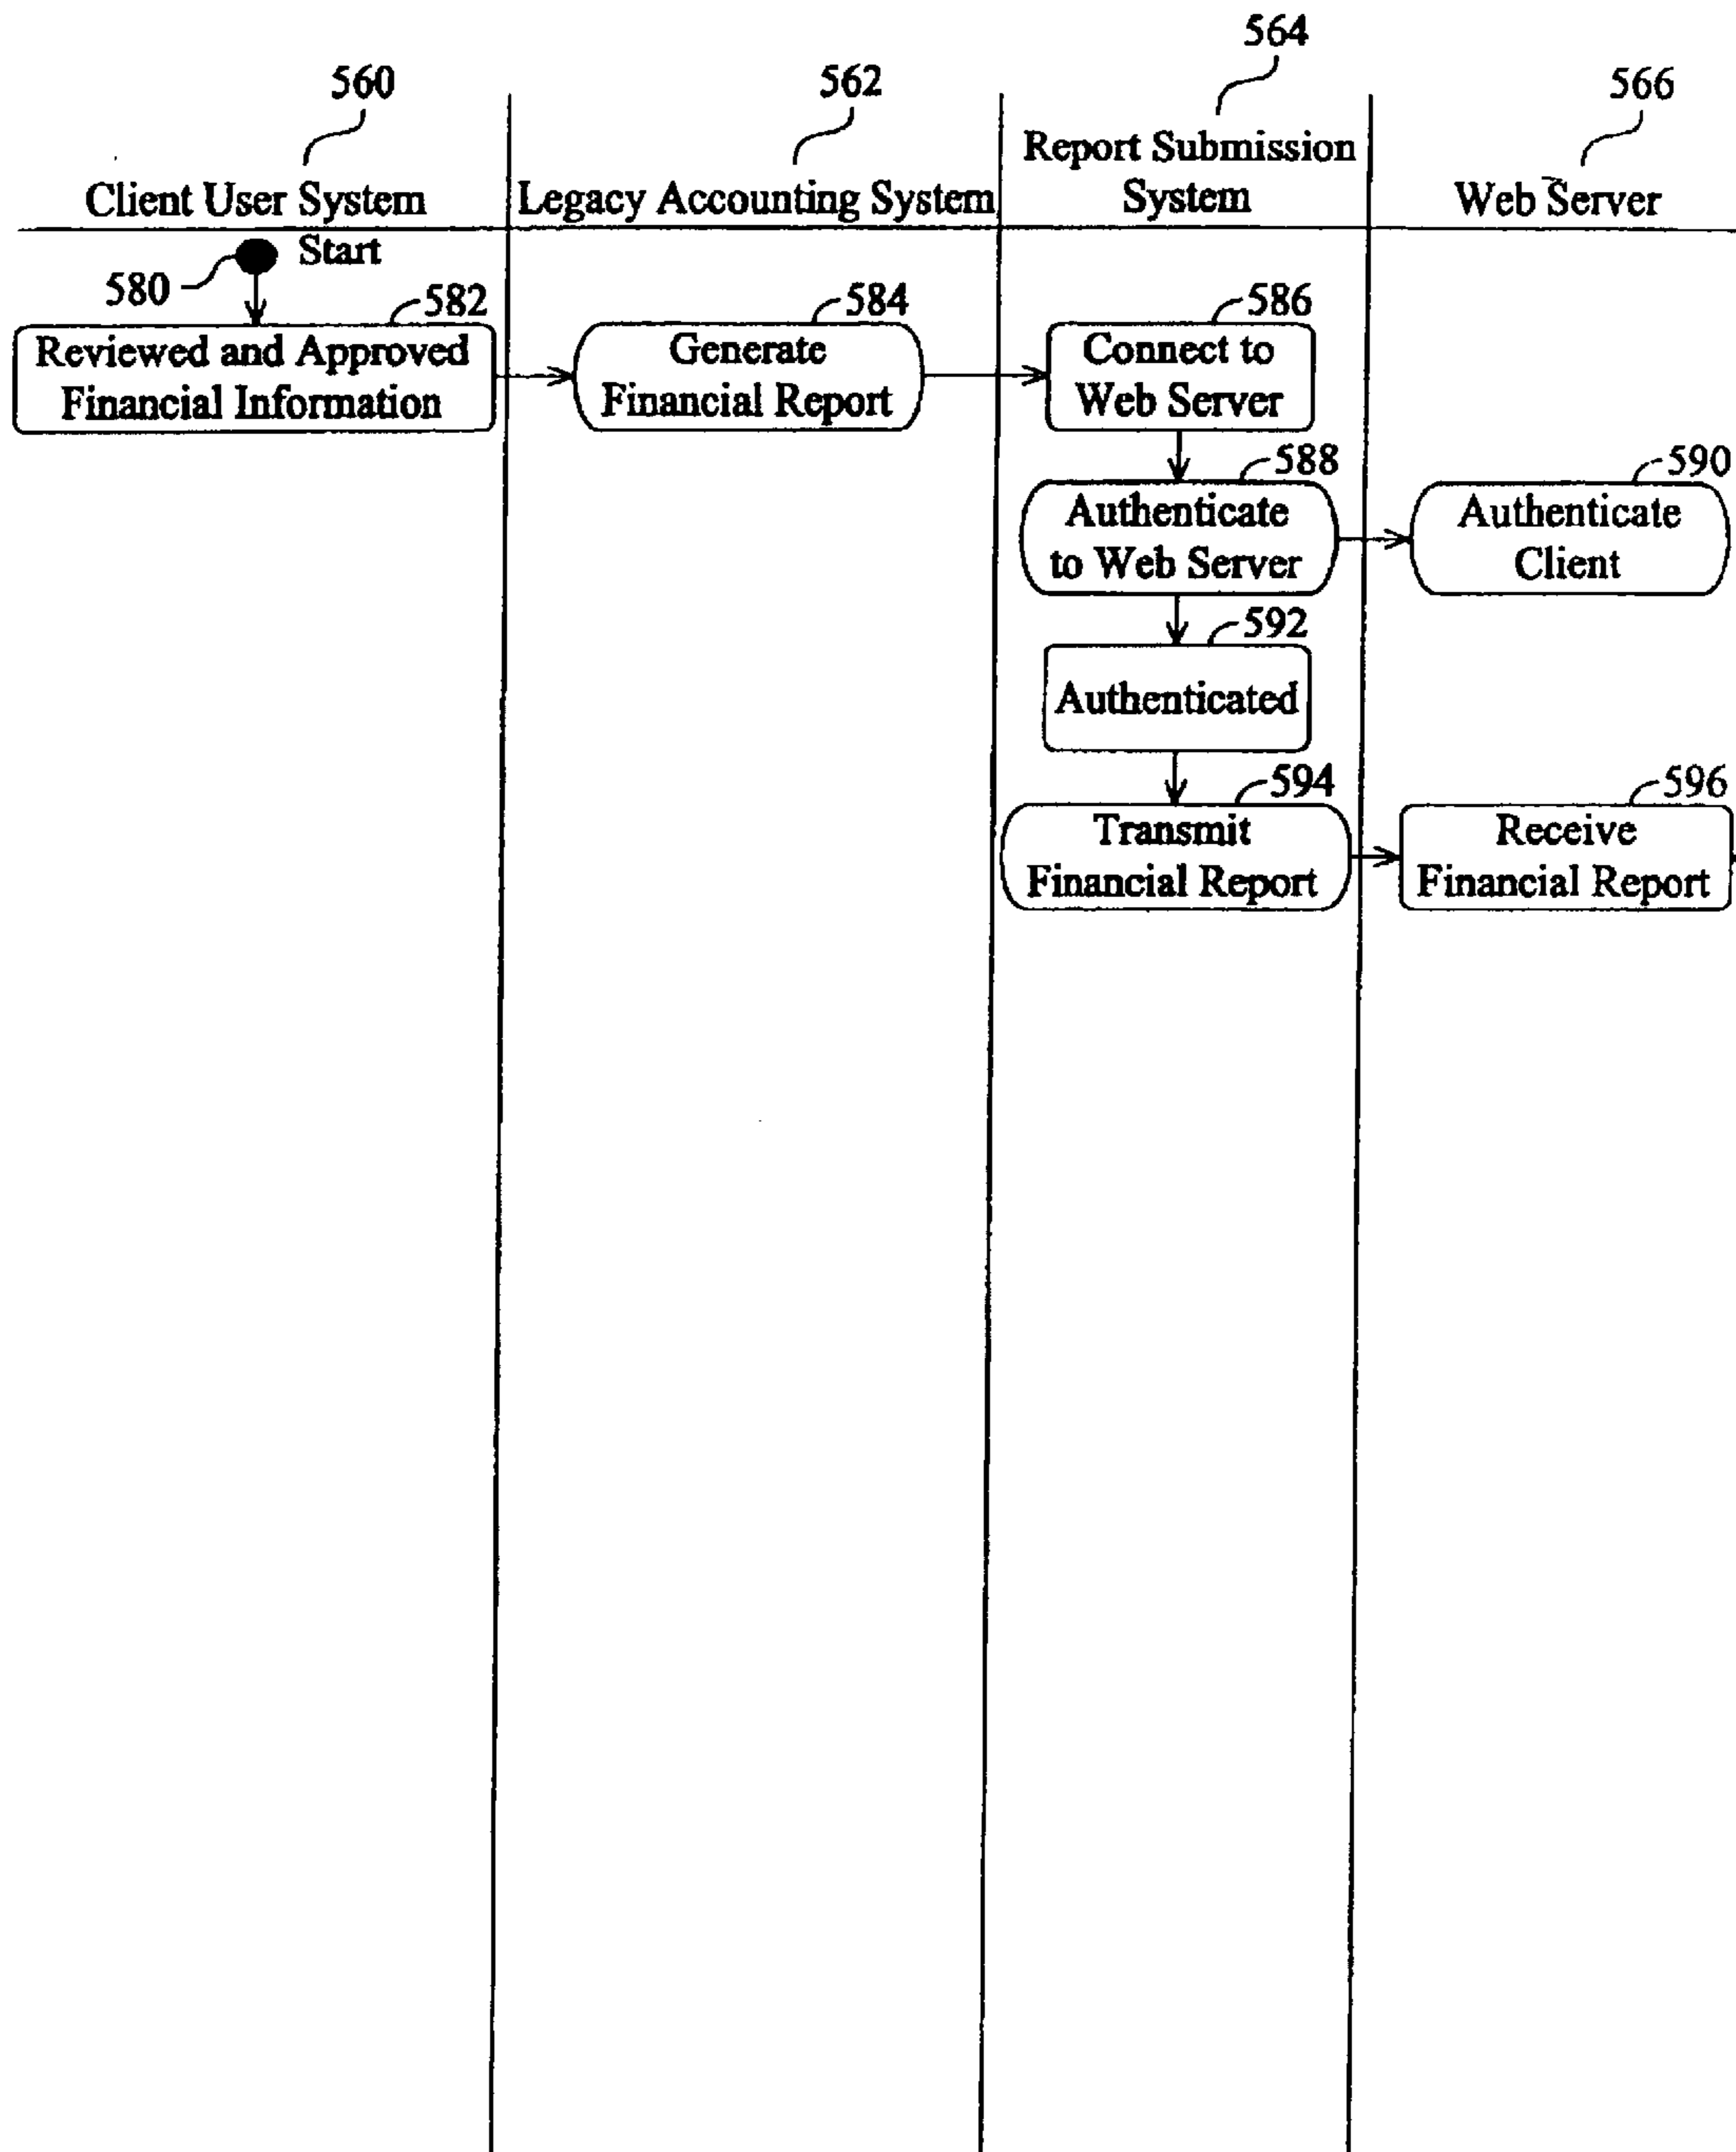 564
560
562
566
Report Submission
System
Client User System
Legacy Accounting System
Web Server
Start
580
582
Reviewed and Approved
Financial Information
584
Generate
Financial Report
586
Connect to
Web Server
588
Authenticate
to Web Server
590
Authenticate
Client
592
Authenticated
594
Transmit
Financial Report
596
Receive
Financial Report